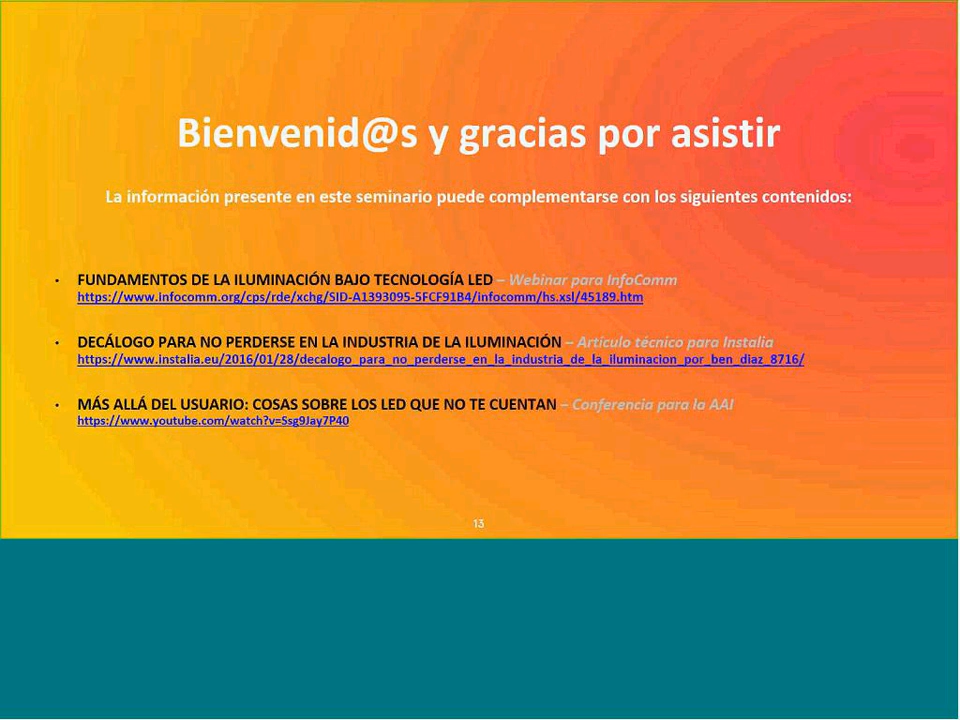 Bienvenid@s y gracias por asistir
La información presente en este seminario puede complementarse con los siguientes contenidos:
• FUNDAMENTOS DE LA ILUMINACIÓN BAJO TECNOLOGÍA LED – Webinar para InfoComm
https://www.infocomm.org/cps/rde/xchg/SID-A1393095-5FCF91B4/infocomm/hs.xsl/45189.htm
• DECÁLOGO PARA NO PERDERSE EN LA INDUSTRIA DE LA ILUMINACIÓN – Artículo técnico para Instalia
https://www.instalia.eu/2016/01/28/decalogo_para_no_perderse_en_la_industria_de_la_iluminacion_por_ben_diaz_8716/
• MÁS ALLÁ DEL USUARIO: COSAS SOBRE LOS LED QUE NO TE CUENTAN – Conferencia para la AAI
https://www.youtube.com/watch?v=Ssg9Jay7P40
13